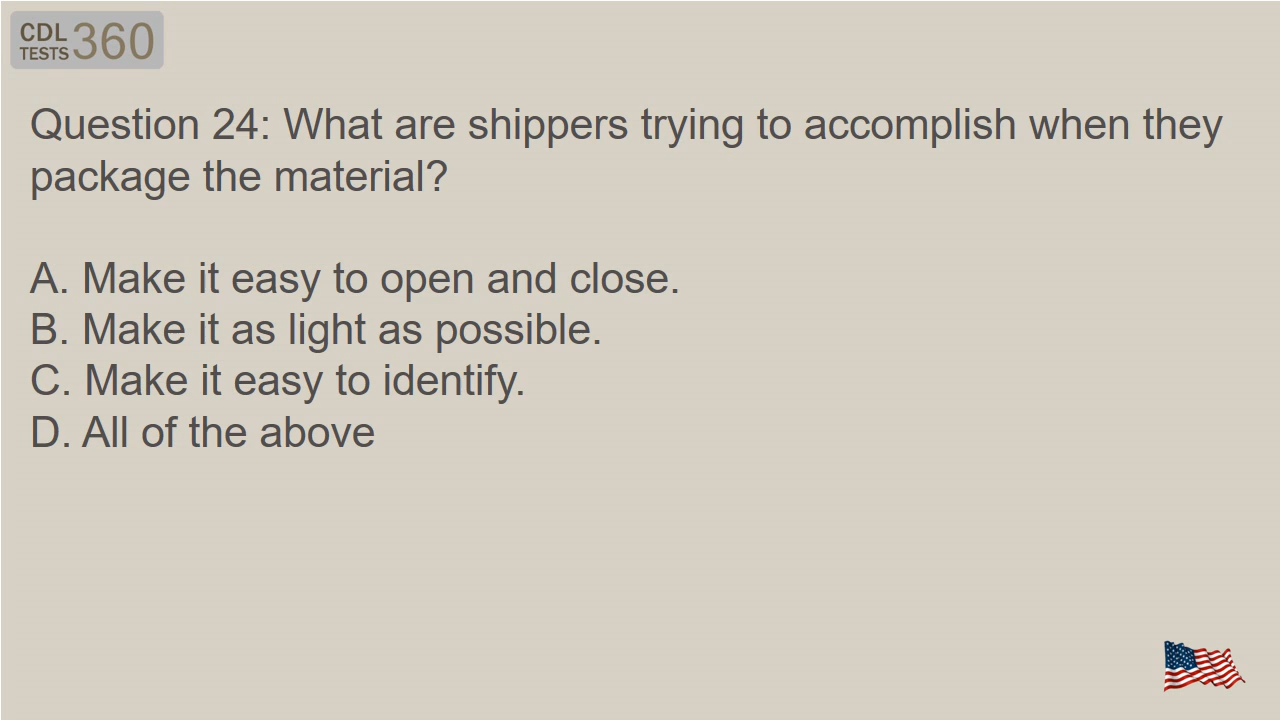 CDL TESTS 360
Question 24: What are shippers trying to accomplish when they
package the material?
A. Make it easy to open and close.
B. Make it as light as possible.
C. Make it easy to identify.
D. All of the above